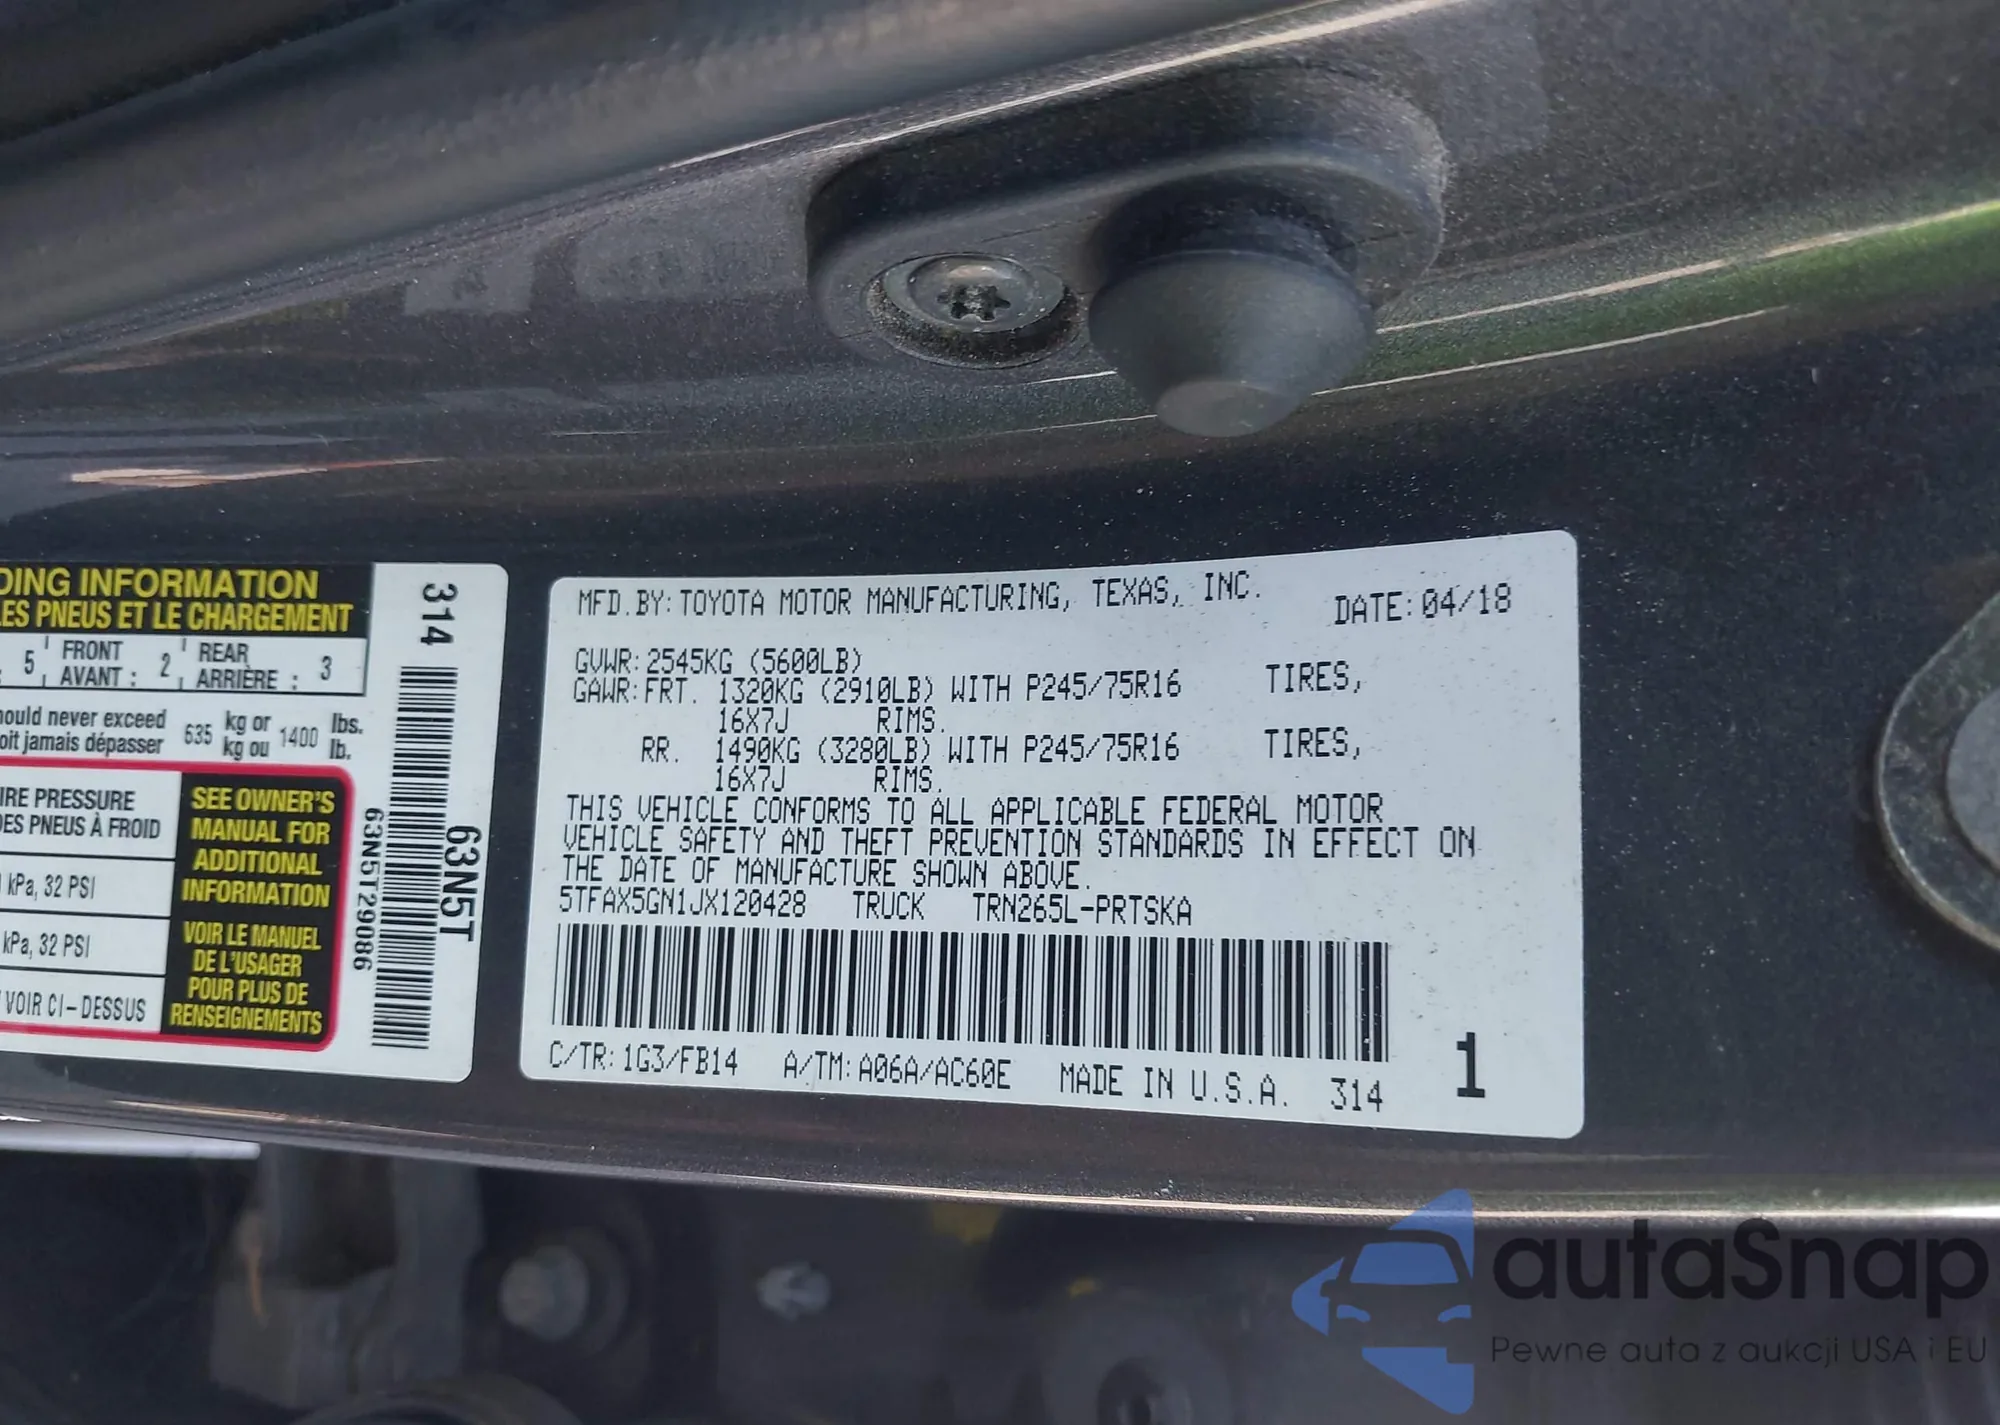 DING INFORMATION
LES PNEUS ET LE CHARGEMENT
5 FRONT 2 REAR 3
AVANT : ARRIÈRE :
ould never exceed 635 kg or 1400 lbs.
oit jamais dépasser kg ou lb.
IRE PRESSURE
DES PNEUS À FROID
kPa, 32 PSI
kPa, 32 PSI
VOIR CI-DESSUS
SEE OWNER'S
MANUAL FOR
ADDITIONAL
INFORMATION
VOIR LE MANUEL
DE L'USAGER
POUR PLUS DE
RENSEIGNEMENTS
314
63N5T29086
63N5T
MFD.BY:TOYOTA MOTOR MANUFACTURING, TEXAS, INC. DATE:04/18
GVWR:2545KG (5600LB)
GAWR:FRT. 1320KG (2910LB) WITH P245/75R16 TIRES,
16X7J RIMS.
RR. 1490KG (3280LB) WITH P245/75R16 TIRES,
16X7J RIMS.
THIS VEHICLE CONFORMS TO ALL APPLICABLE FEDERAL MOTOR
VEHICLE SAFETY AND THEFT PREVENTION STANDARDS IN EFFECT ON
THE DATE OF MANUFACTURE SHOWN ABOVE.
5TFAX5GN1JX120428 TRUCK TRN265L-PRTSKA
C/TR:1G3/FB14 A/TM:A06A/AC60E MADE IN U.S.A. 314
1
autaSnap
Pewne auta z aukcji USA i EU